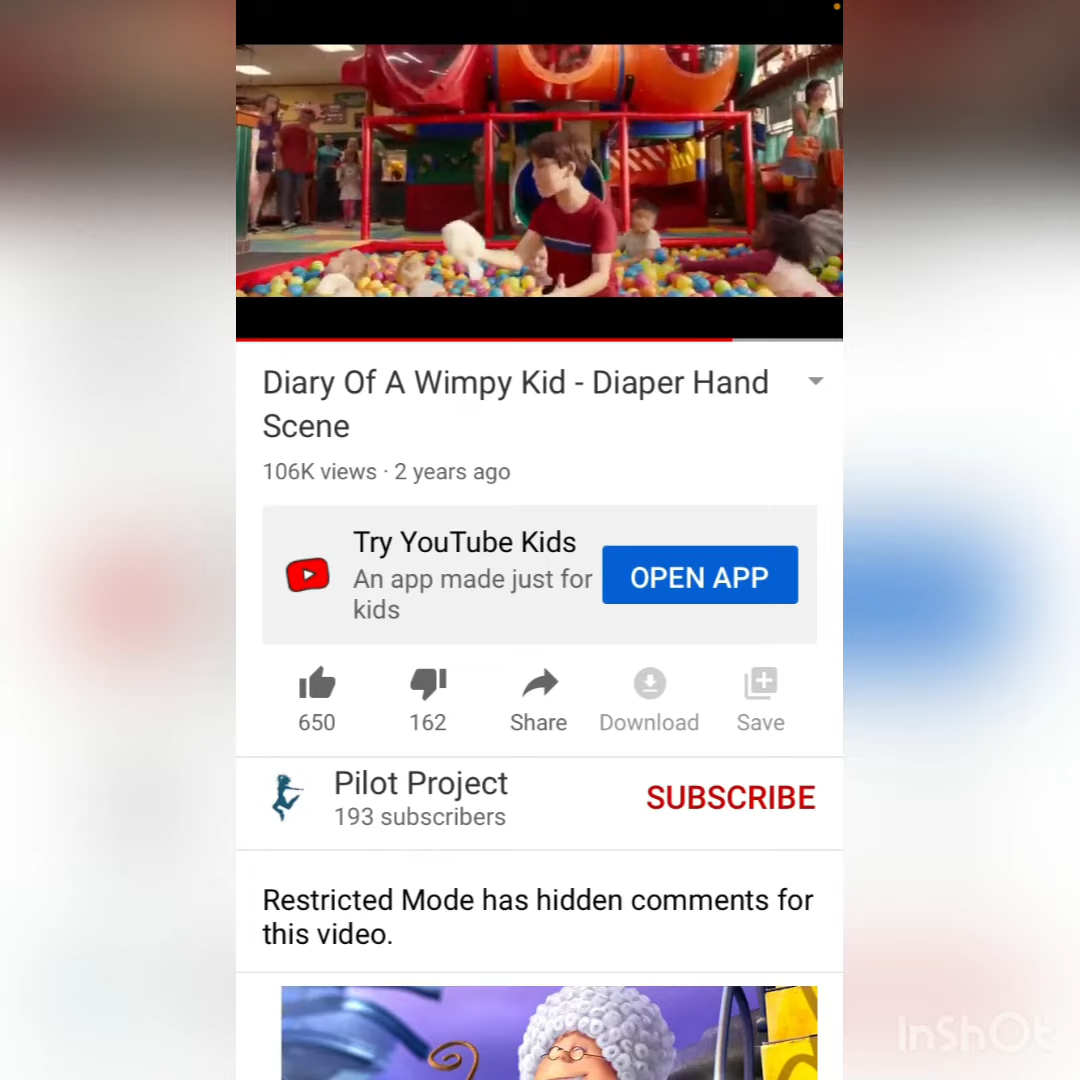 Diary Of A Wimpy Kid - Diaper Hand
Scene
106K views · 2 years ago
Try YouTube Kids
An app made just for
kids
OPEN APP
650
162
Share
Download
Save
Pilot Project
193 subscribers
SUBSCRIBE
Restricted Mode has hidden comments for
this video.
InShOt